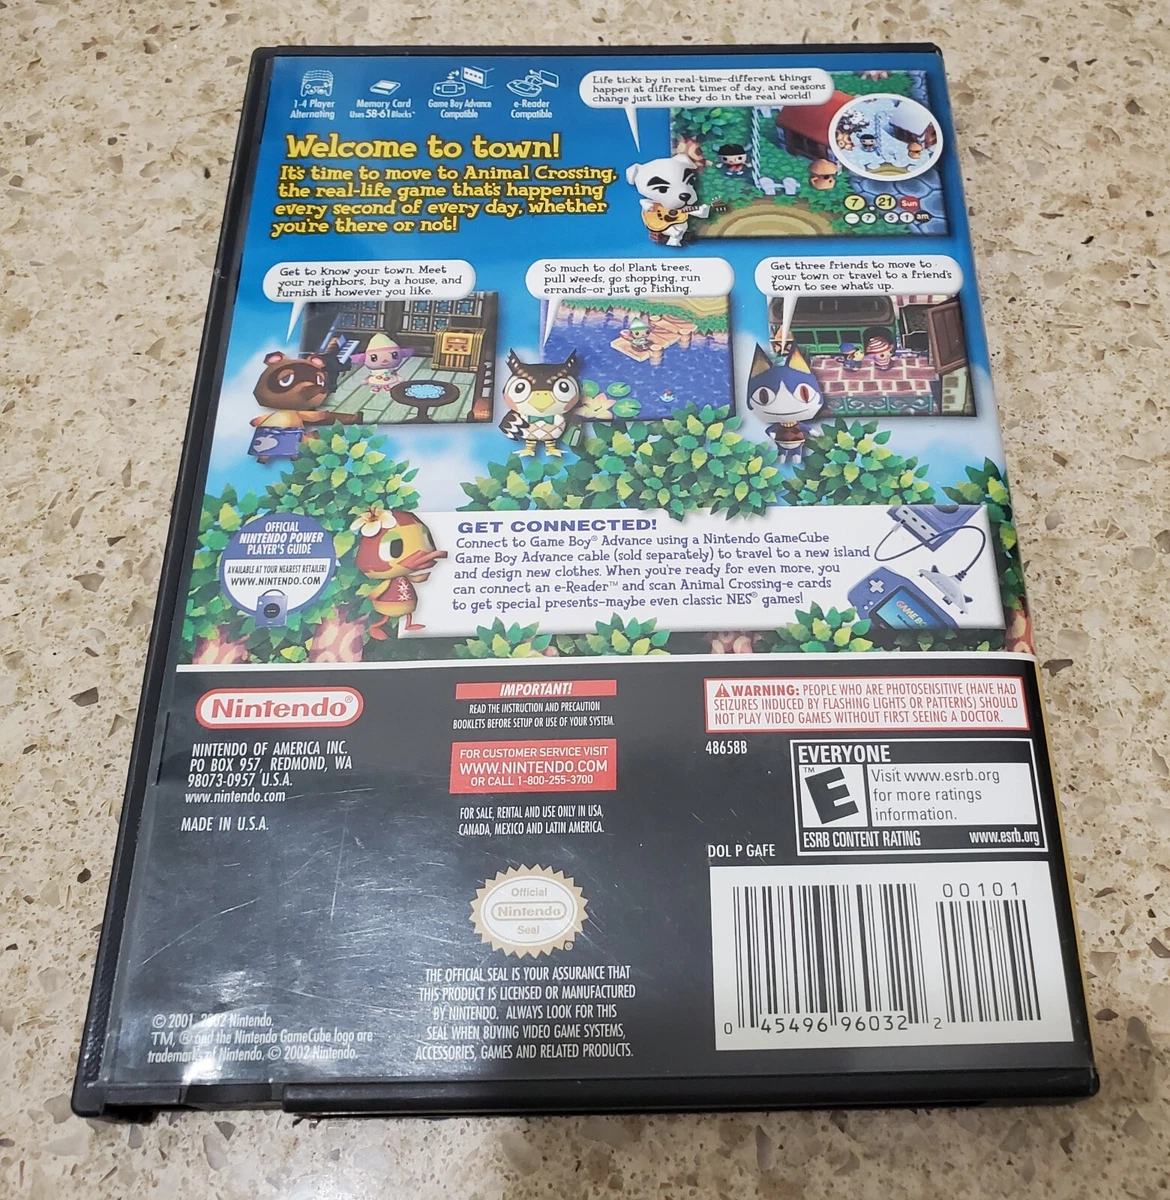 1-4 Player
Alternating
Memory Card
Uses 58-61 Blocks
Game Boy Advance
Compatible
e-Reader
Compatible
Life ticks by in real-time—different things
happen at different times of day, and seasons
change just like they do in the real world!
Welcome to town!
It's time to move to Animal Crossing,
the real-life game that's happening
every second of every day, whether
you're there or not!
7 21 Sun
7 51 am
Get to know your town. Meet
your neighbors, buy a house, and
furnish it however you like.
So much to do! Plant trees,
pull weeds, go shopping, run
errands—or just go fishing.
Get three friends to move to
your town or travel to a friend's
town to see what's up.
OFFICIAL
NINTENDO POWER
PLAYER'S GUIDE
AVAILABLE AT YOUR NEAREST RETAILER!
WWW.NINTENDO.COM
GET CONNECTED!
Connect to Game Boy® Advance using a Nintendo GameCube
Game Boy Advance cable (sold separately) to travel to a new island
and design new clothes. When you're ready for even more, you
can connect an e-Reader™ and scan Animal Crossing-e cards
to get special presents—maybe even classic NES® games!
Nintendo®
NINTENDO OF AMERICA INC.
PO BOX 957, REDMOND, WA
98073-0957 U.S.A.
www.nintendo.com
MADE IN U.S.A.
IMPORTANT!
READ THE INSTRUCTION AND PRECAUTION
BOOKLETS BEFORE SETUP OR USE OF YOUR SYSTEM.
FOR CUSTOMER SERVICE VISIT
WWW.NINTENDO.COM
OR CALL 1-800-255-3700
FOR SALE, RENTAL AND USE ONLY IN USA,
CANADA, MEXICO AND LATIN AMERICA.
WARNING: PEOPLE WHO ARE PHOTOSENSITIVE (HAVE HAD
SEIZURES INDUCED BY FLASHING LIGHTS OR PATTERNS) SHOULD
NOT PLAY VIDEO GAMES WITHOUT FIRST SEEING A DOCTOR.
48658B
EVERYONE
E
™
Visit www.esrb.org
for more ratings
information.
ESRB CONTENT RATING www.esrb.org
DOL P GAFE
Official
Nintendo
Seal
®
THE OFFICIAL SEAL IS YOUR ASSURANCE THAT
THIS PRODUCT IS LICENSED OR MANUFACTURED
BY NINTENDO. ALWAYS LOOK FOR THIS
SEAL WHEN BUYING VIDEO GAME SYSTEMS,
ACCESSORIES, GAMES AND RELATED PRODUCTS.
© 2001, 2002 Nintendo.
TM, ® and the Nintendo GameCube logo are
trademarks of Nintendo. © 2002 Nintendo.
00101
0 45496 96032 2